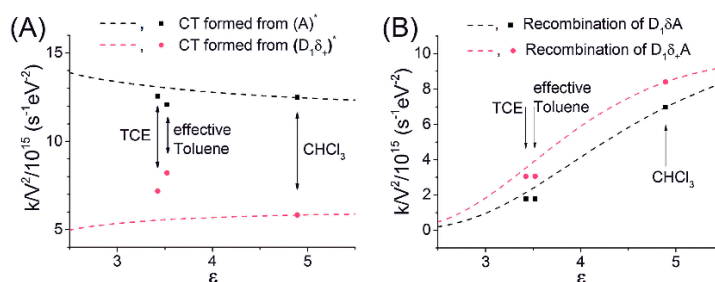 (A)
, ■ CT formed from (A)*
, ● CT formed from (D₁δ₊)*
k/V²/10¹⁵ (s⁻¹eV⁻²)
15
10
5
TCE
effective
Toluene
CHCl₃
3
4
5
ε
(B)
, ■ Recombination of D₁δA
, ● Recombination of D₁δ₊A
k/V²/10¹⁵ (s⁻¹eV⁻²)
10
8
6
4
2
0
effective
TCE
Toluene
CHCl₃
3
4
5
ε